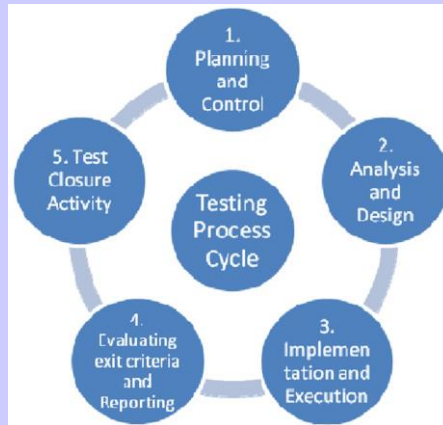 1.
Planning
and
Control
2.
Analysis
and
Design
3.
Implemen
tation and
Execution
4.
Evaluating
exit criteria
and
Reporting
5. Test
Closure
Activity
Testing
Process
Cycle